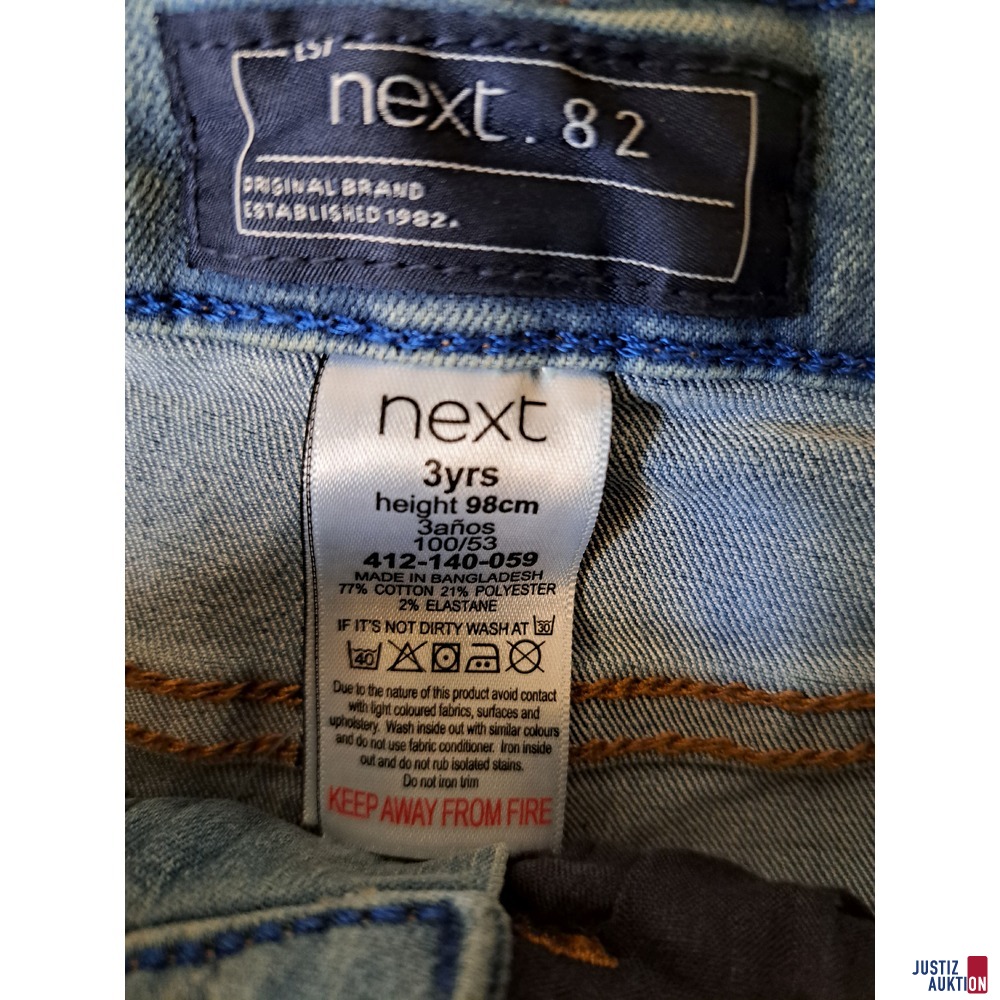 EST
next.82
ORIGINAL BRAND
ESTABLISHED 1982.
next
3yrs
height 98cm
3años
100/53
412-140-059
MADE IN BANGLADESH
77% COTTON 21% POLYESTER
2% ELASTANE
IF IT'S NOT DIRTY WASH AT 30
40
Due to the nature of this product avoid contact
with light coloured fabrics, surfaces and
upholstery. Wash inside out with similar colours
and do not use fabric conditioner. Iron inside
out and do not rub isolated stains.
Do not iron trim
KEEP AWAY FROM FIRE
JUSTIZ
AUKTION